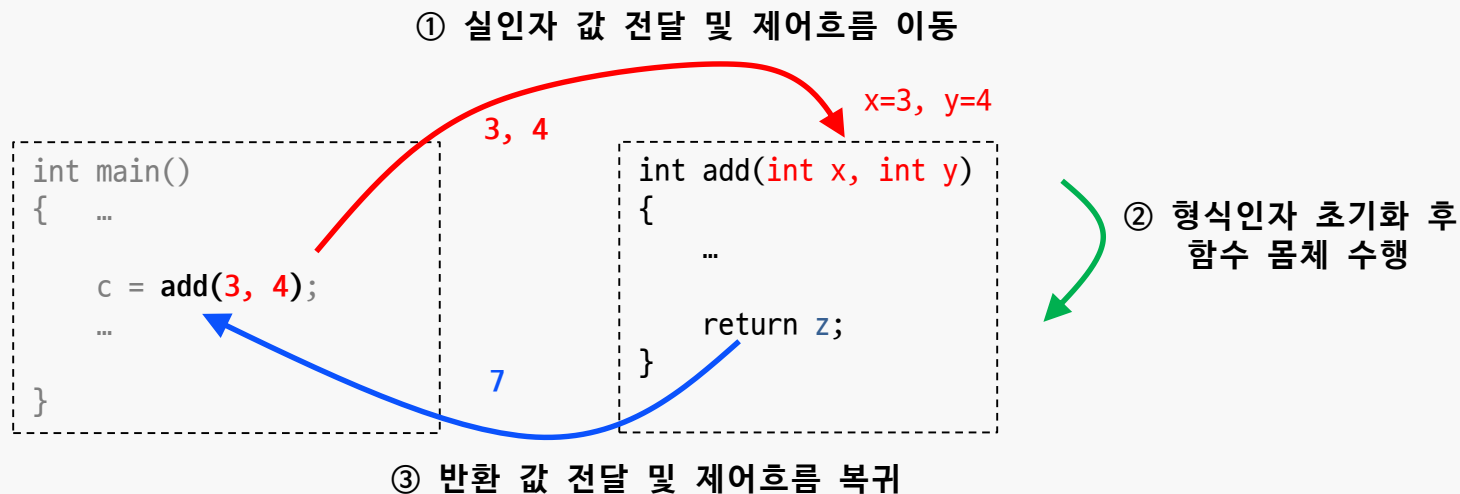 ① 실인자 값 전달 및 제어흐름 이동
x=3, y=4
3, 4
int main()
{ …
c = add(3, 4);
…
}
int add(int x, int y)
{
…
return z;
}
② 형식인자 초기화 후
함수 몸체 수행
7
③ 반환 값 전달 및 제어흐름 복귀